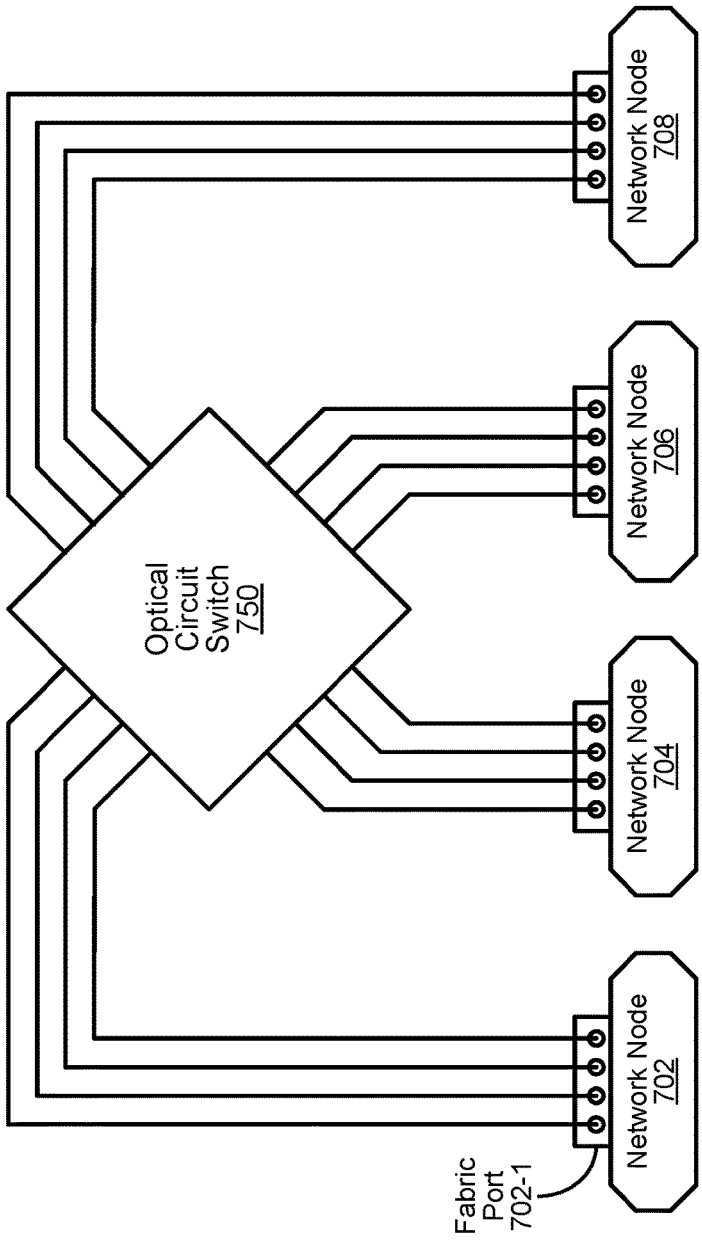 Optical
Circuit
Switch
750
Fabric
Port
702-1
Network Node
702
Network Node
704
Network Node
706
Network Node
708